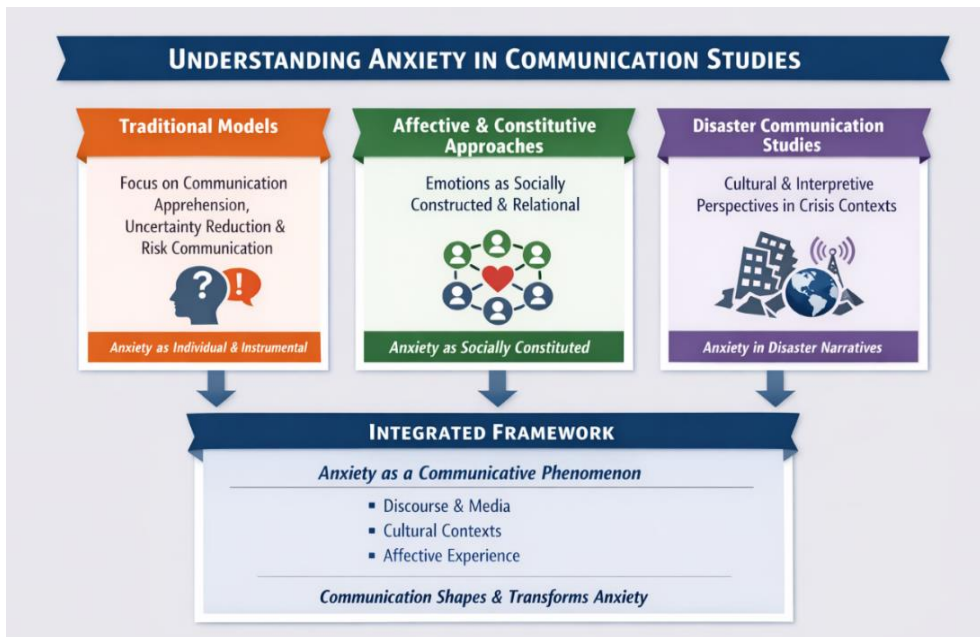 UNDERSTANDING ANXIETY IN COMMUNICATION STUDIES
Traditional Models
Focus on Communication
Apprehension,
Uncertainty Reduction &
Risk Communication
?
!
Anxiety as Individual & Instrumental
Affective & Constitutive
Approaches
Emotions as Socially
Constructed & Relational
Anxiety as Socially Constituted
Disaster Communication
Studies
Cultural & Interpretive
Perspectives in Crisis Contexts
Anxiety in Disaster Narratives
INTEGRATED FRAMEWORK
Anxiety as a Communicative Phenomenon
▪ Discourse & Media
▪ Cultural Contexts
▪ Affective Experience
Communication Shapes & Transforms Anxiety